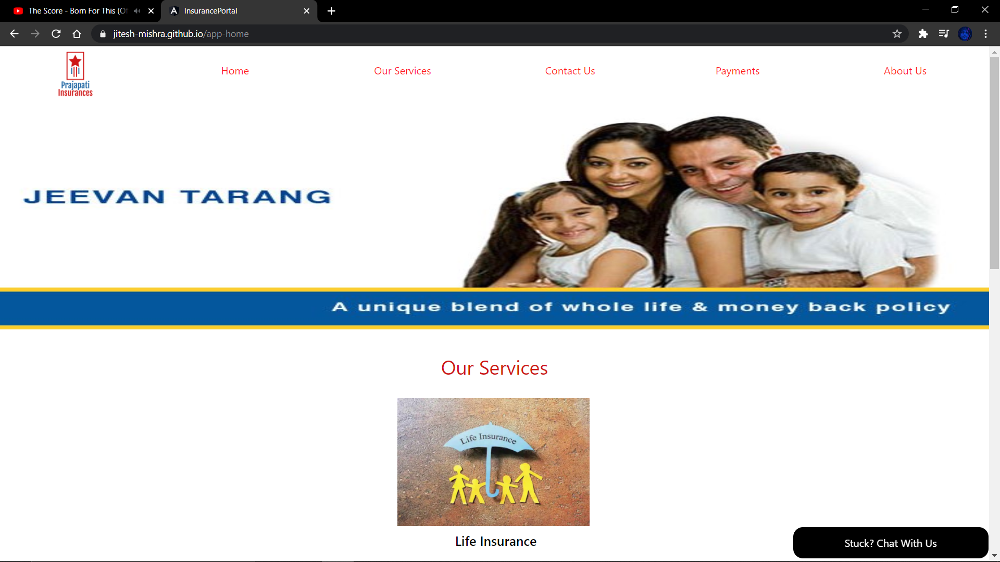 The Score - Born For This (Of
InsurancePortal
jitesh-mishra.github.io/app-home
Prajapati
Insurances
Home
Our Services
Contact Us
Payments
About Us
JEEVAN TARANG
A unique blend of whole life & money back policy
Our Services
Life Insurance
Life Insurance
Stuck? Chat With Us